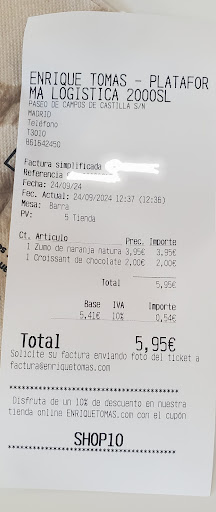 ENRIQUE TOMAS - PLATAFOR
MA LOGISTICA 2000SL
PASEO DE CAMPOS DE CASTILLA S/N
MADRID
Teléfono
T3010
861642450
Factura simplificada
Referencia
Fecha: 24/09/24
Fec. Actual: 24/09/2024 12:37 (12:36)
Mesa: Barra
PV: 5 Tienda
Ct. Artículo Prec. Importe
1 Zumo de naranja natura 3,95€ 3,95€
1 Croissant de chocolate 2,00€ 2,00€
Total 5,95€
Base IVA Importe
5,41€ 10% 0,54€
Total 5,95€
Solicite su factura enviando foto del ticket a
factura@enriquetomas.com
Disfruta de un 10% de descuento en nuestra
tienda online ENRIQUETOMAS.com con el cupón
SHOP10